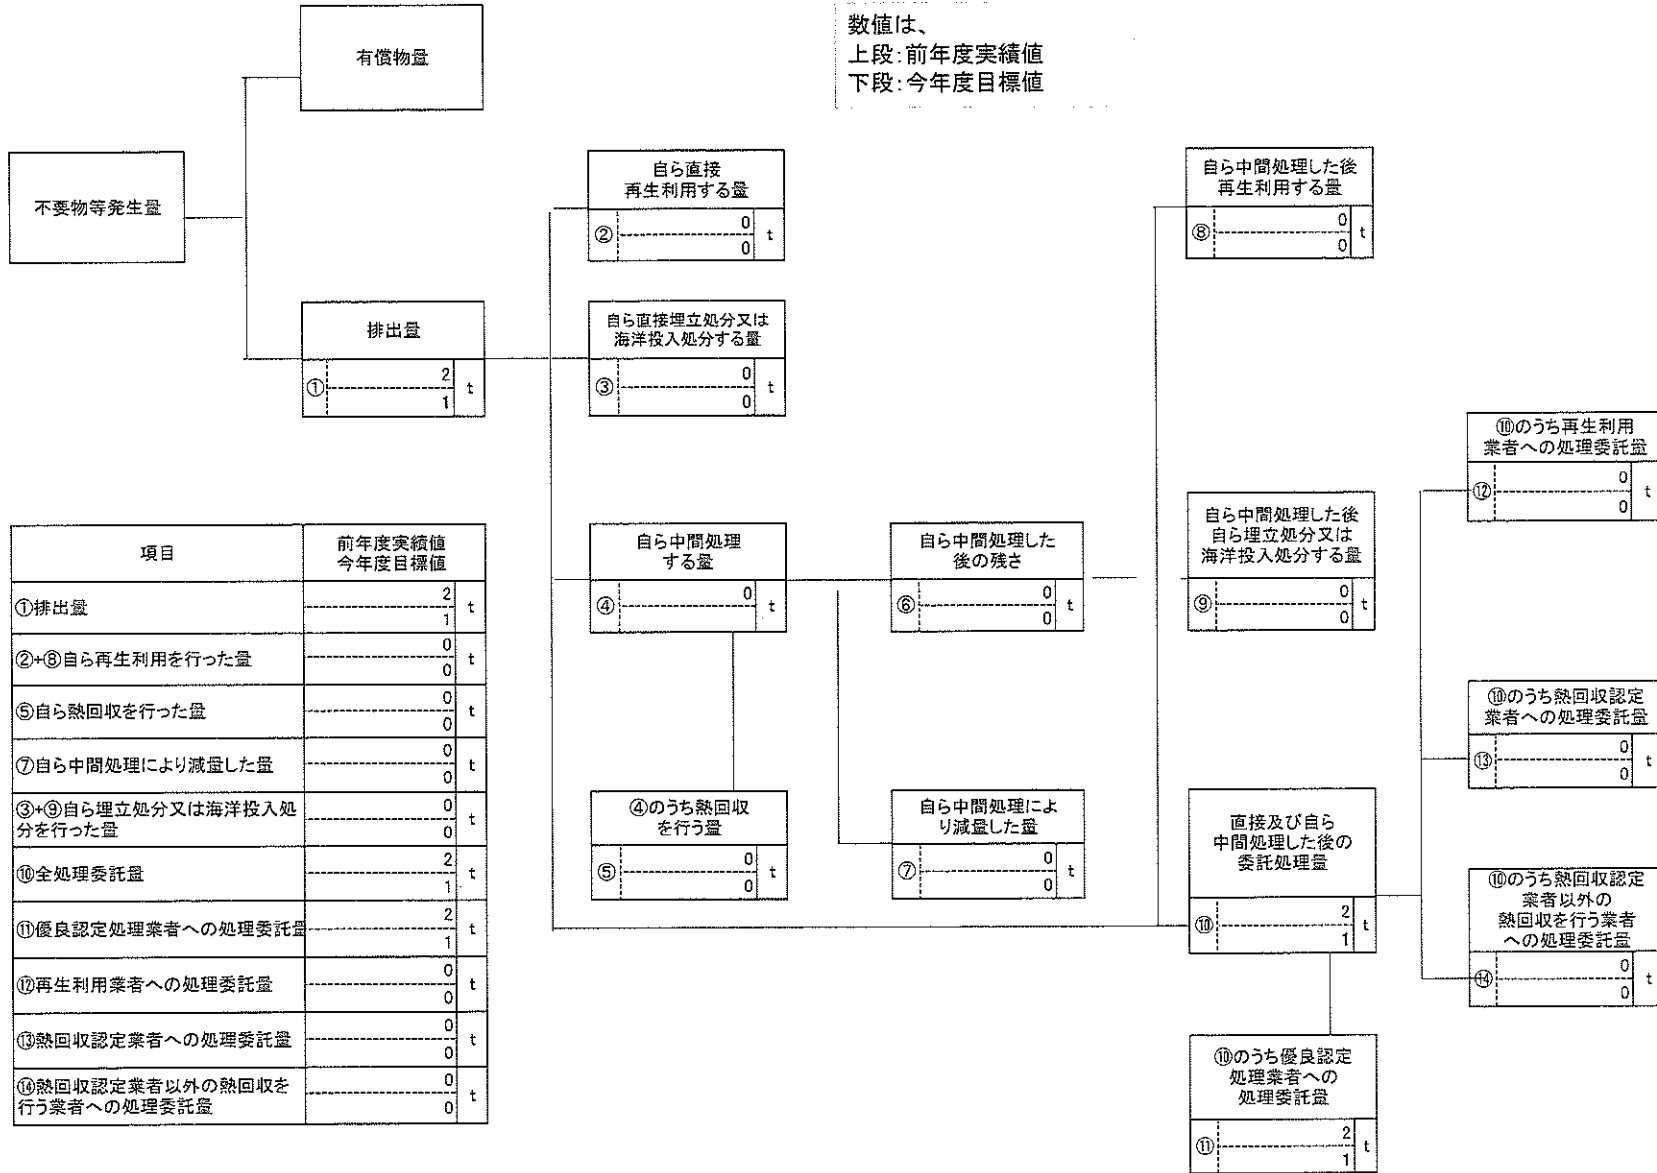 数値は、
上段:前年度実績値
下段:今年度目標値
有償物量
不要物等発生量
排出量
① 2 t
1
自ら直接
再生利用する量
② 0 t
0
自ら直接埋立処分又は
海洋投入処分する量
③ 0 t
0
自ら中間処理
する量
④ 0 t
④のうち熱回収
を行う量
⑤ 0 t
0
自ら中間処理した
後の残さ
⑥ 0 t
0
自ら中間処理によ
り減量した量
⑦ 0 t
0
自ら中間処理した後
再生利用する量
⑧ 0 t
0
自ら中間処理した後
自ら埋立処分又は
海洋投入処分する量
⑨ 0 t
0
直接及び自ら
中間処理した後の
委託処理量
⑩ 2 t
1
⑩のうち優良認定
処理業者への
処理委託量
⑪ 2 t
1
⑩のうち再生利用
業者への処理委託量
⑫ 0 t
0
⑩のうち熱回収認定
業者への処理委託量
⑬ 0 t
0
⑩のうち熱回収認定
業者以外の
熱回収を行う業者
への処理委託量
⑭ 0 t
0
項目 前年度実績値
今年度目標値
①排出量 2 t
1
②+⑧自ら再生利用を行った量 0 t
0
⑤自ら熱回収を行った量 0 t
0
⑦自ら中間処理により減量した量 0 t
0
③+⑨自ら埋立処分又は海洋投入処 0 t
分を行った量 0
⑩全処理委託量 2 t
1
⑪優良認定処理業者への処理委託量 2 t
1
⑫再生利用業者への処理委託量 0 t
0
⑬熱回収認定業者への処理委託量 0 t
0
⑭熱回収認定業者以外の熱回収を 0 t
行う業者への処理委託量 0